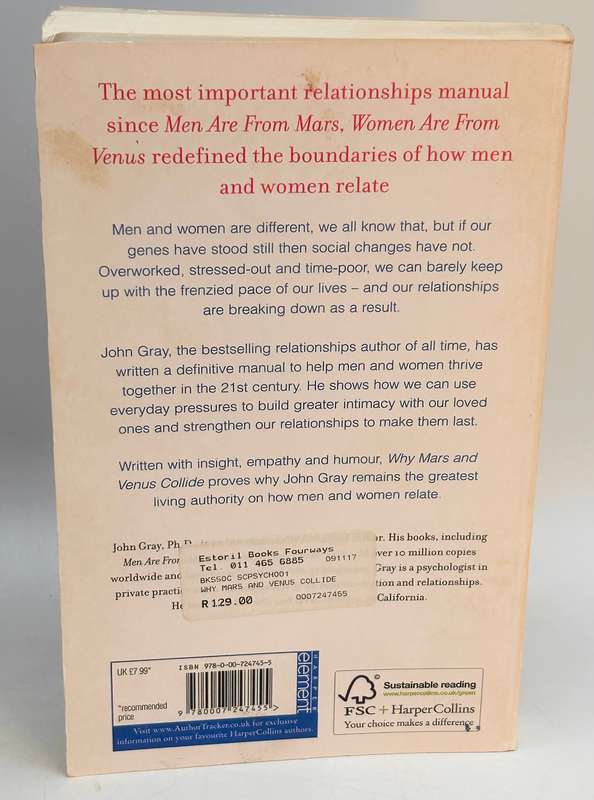 The most important relationships manual
since Men Are From Mars, Women Are From
Venus redefined the boundaries of how men
and women relate
Men and women are different, we all know that, but if our
genes have stood still then social changes have not.
Overworked, stressed-out and time-poor, we can barely keep
up with the frenzied pace of our lives – and our relationships
are breaking down as a result.
John Gray, the bestselling relationships author of all time, has
written a definitive manual to help men and women thrive
together in the 21st century. He shows how we can use
everyday pressures to build greater intimacy with our loved
ones and strengthen our relationships to make them last.
Written with insight, empathy and humour, Why Mars and
Venus Collide proves why John Gray remains the greatest
living authority on how men and women relate.
John Gray, Ph.D. or. His books, including
Men Are From over 10 million copies
worldwide and Gray is a psychologist in
private practi tion and relationships.
He California.
Estoril Books Fourways
Tel. 011 465 6885 091117
BKSSOC SCPSYCH001
WHY MARS AND VENUS COLLIDE
R129.00 0007247455
UK £7.99*
*recommended
price
ISBN 978-0-00-724745-5
9 780007 247455 >
HARPER
element
Visit www.AuthorTracker.co.uk for exclusive
information on your favourite HarperCollins authors.
Sustainable reading
www.harpercollins.co.uk/green
FSC + HarperCollins
Your choice makes a difference